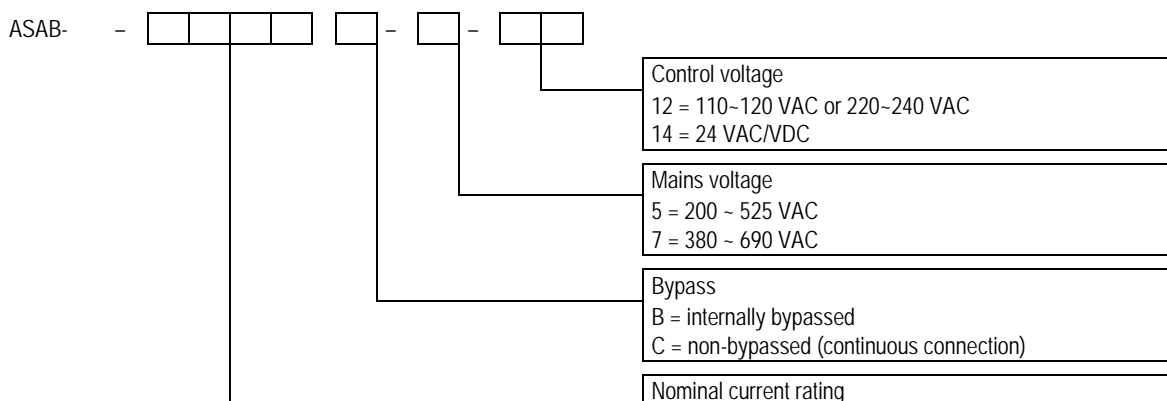 ASAB- – – –
Control voltage
12 = 110~120 VAC or 220~240 VAC
14 = 24 VAC/VDC
Mains voltage
5 = 200 ~ 525 VAC
7 = 380 ~ 690 VAC
Bypass
B = internally bypassed
C = non-bypassed (continuous connection)
Nominal current rating